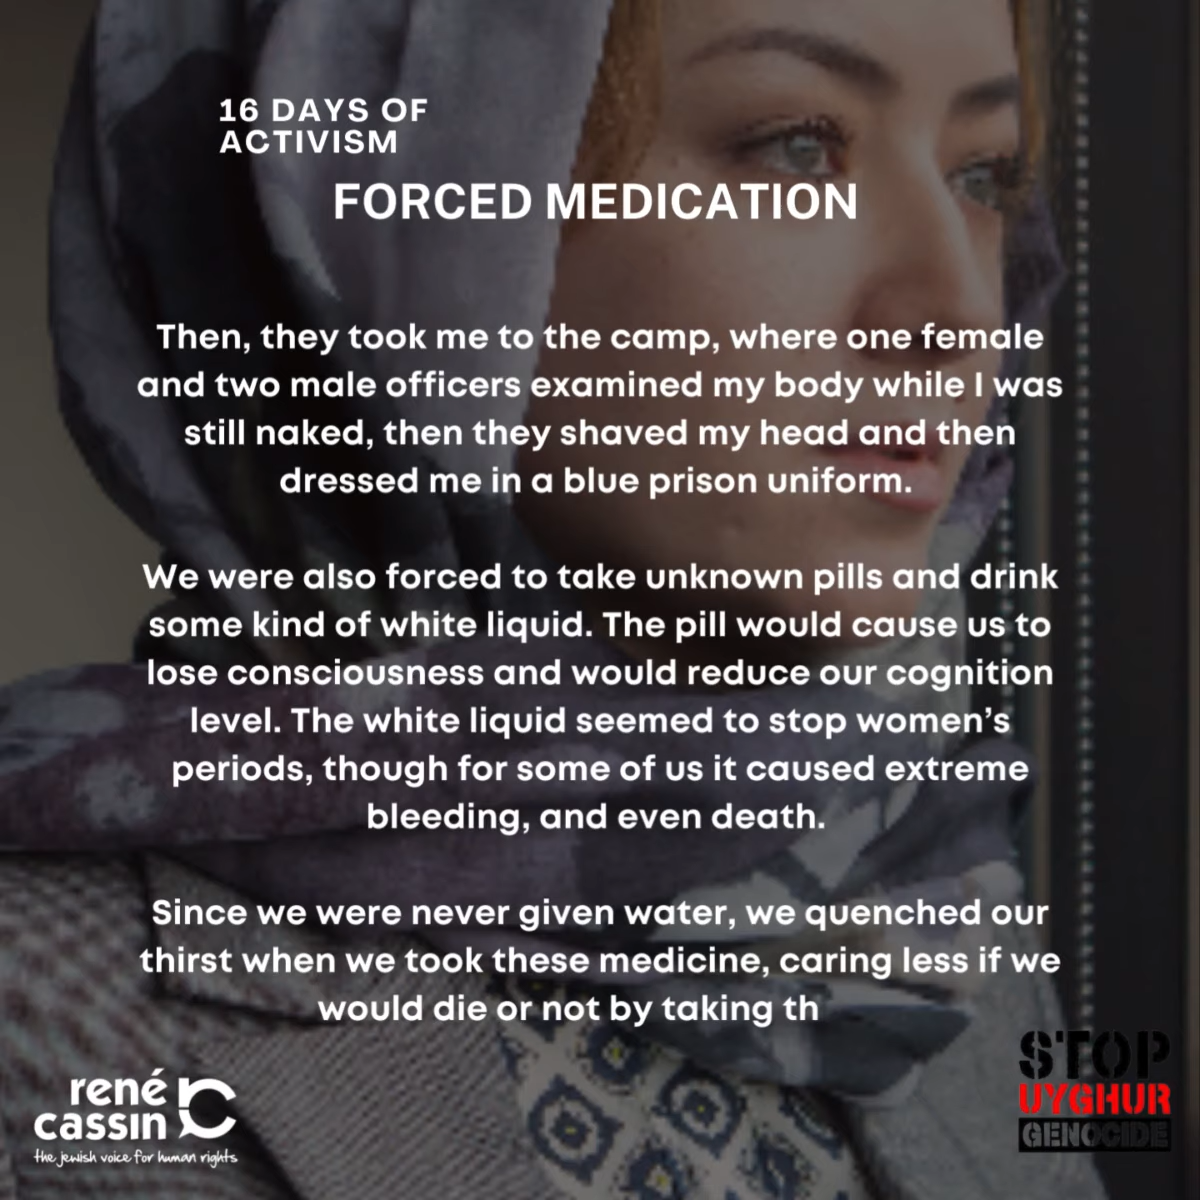 16 DAYS OF
ACTIVISM
FORCED MEDICATION
Then, they took me to the camp, where one female
and two male officers examined my body while I was
still naked, then they shaved my head and then
dressed me in a blue prison uniform.
We were also forced to take unknown pills and drink
some kind of white liquid. The pill would cause us to
lose consciousness and would reduce our cognition
level. The white liquid seemed to stop women’s
periods, though for some of us it caused extreme
bleeding, and even death.
Since we were never given water, we quenched our
thirst when we took these medicine, caring less if we
would die or not by taking th
rené
cassin
the jewish voice for human rights
STOP
UYGHUR
GENOCIDE